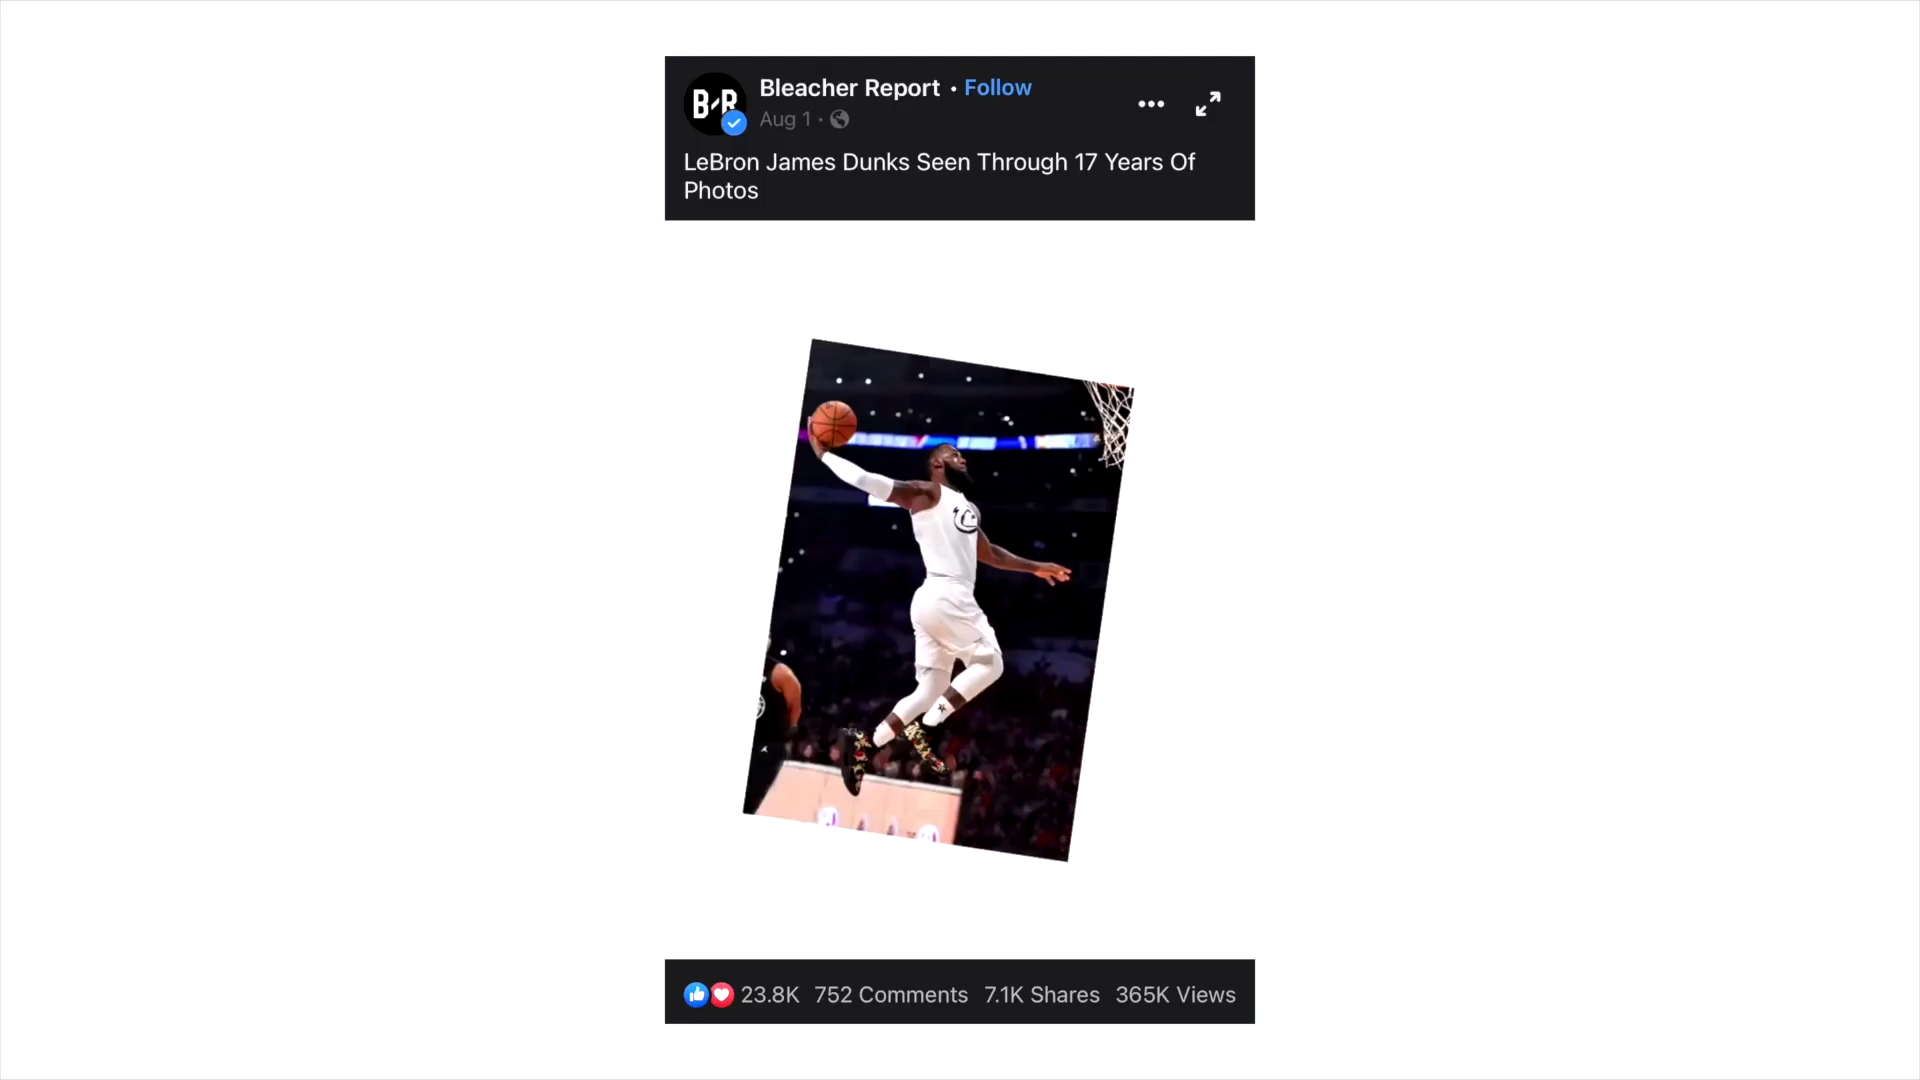 B/R
Bleacher Report • Follow
Aug 1 •
LeBron James Dunks Seen Through 17 Years Of
Photos
23.8K 752 Comments 7.1K Shares 365K Views